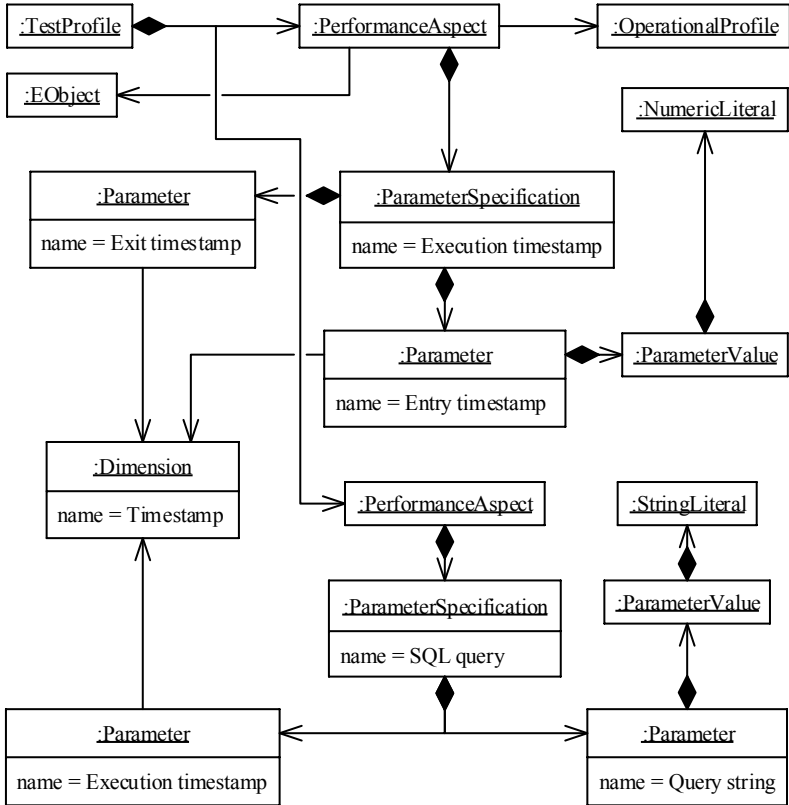 :TestProfile
:PerformanceAspect
:OperationalProfile
:EObject
:NumericLiteral
:Parameter
name = Exit timestamp
:ParameterSpecification
name = Execution timestamp
:Parameter
name = Entry timestamp
:ParameterValue
:Dimension
name = Timestamp
:PerformanceAspect
:StringLiteral
:ParameterSpecification
name = SQL query
:ParameterValue
:Parameter
name = Execution timestamp
:Parameter
name = Query string